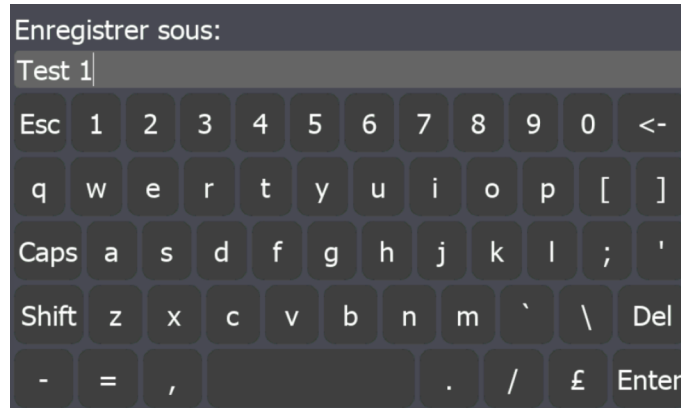 Enregistrer sous:
Test 1
Esc 1 2 3 4 5 6 7 8 9 0 <-
q w e r t y u i o p [ ]
Caps a s d f g h j k l ; '
Shift z x c v b n m ` \ Del
- = , . / £ Enter